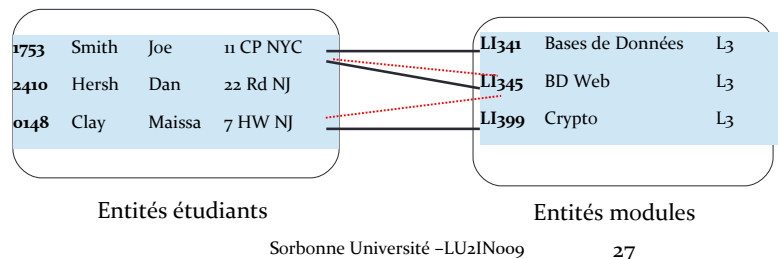 1753 Smith Joe 11 CP NYC
2410 Hersh Dan 22 Rd NJ
0148 Clay Maissa 7 HW NJ
LI341 Bases de Données L3
LI345 BD Web L3
LI399 Crypto L3
Entités étudiants
Entités modules
Sorbonne Université –LU2IN009 27